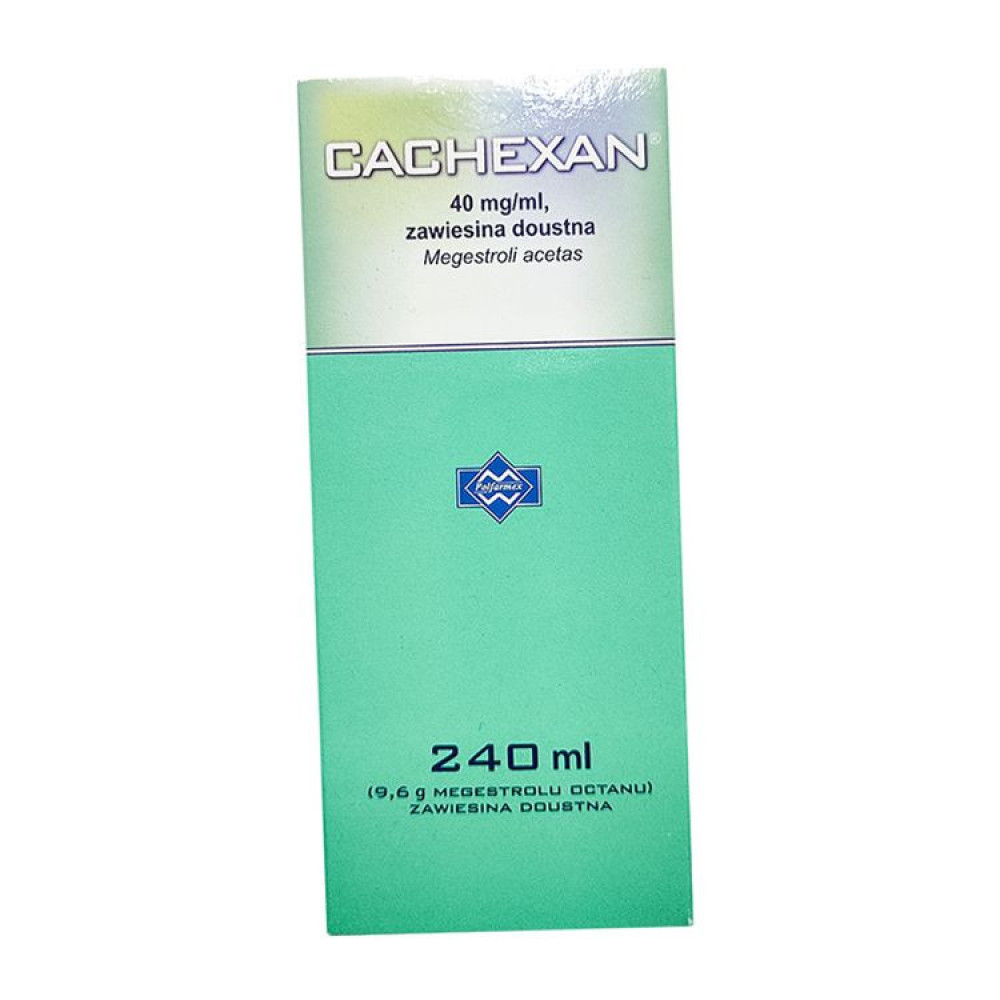 CACHEXAN®
40 mg/ml,
zawiesina doustna
Megestroli acetas
Polfarmex
240 ml
(9,6 g MEGESTROLU OCTANU)
ZAWIESINA DOUSTNA